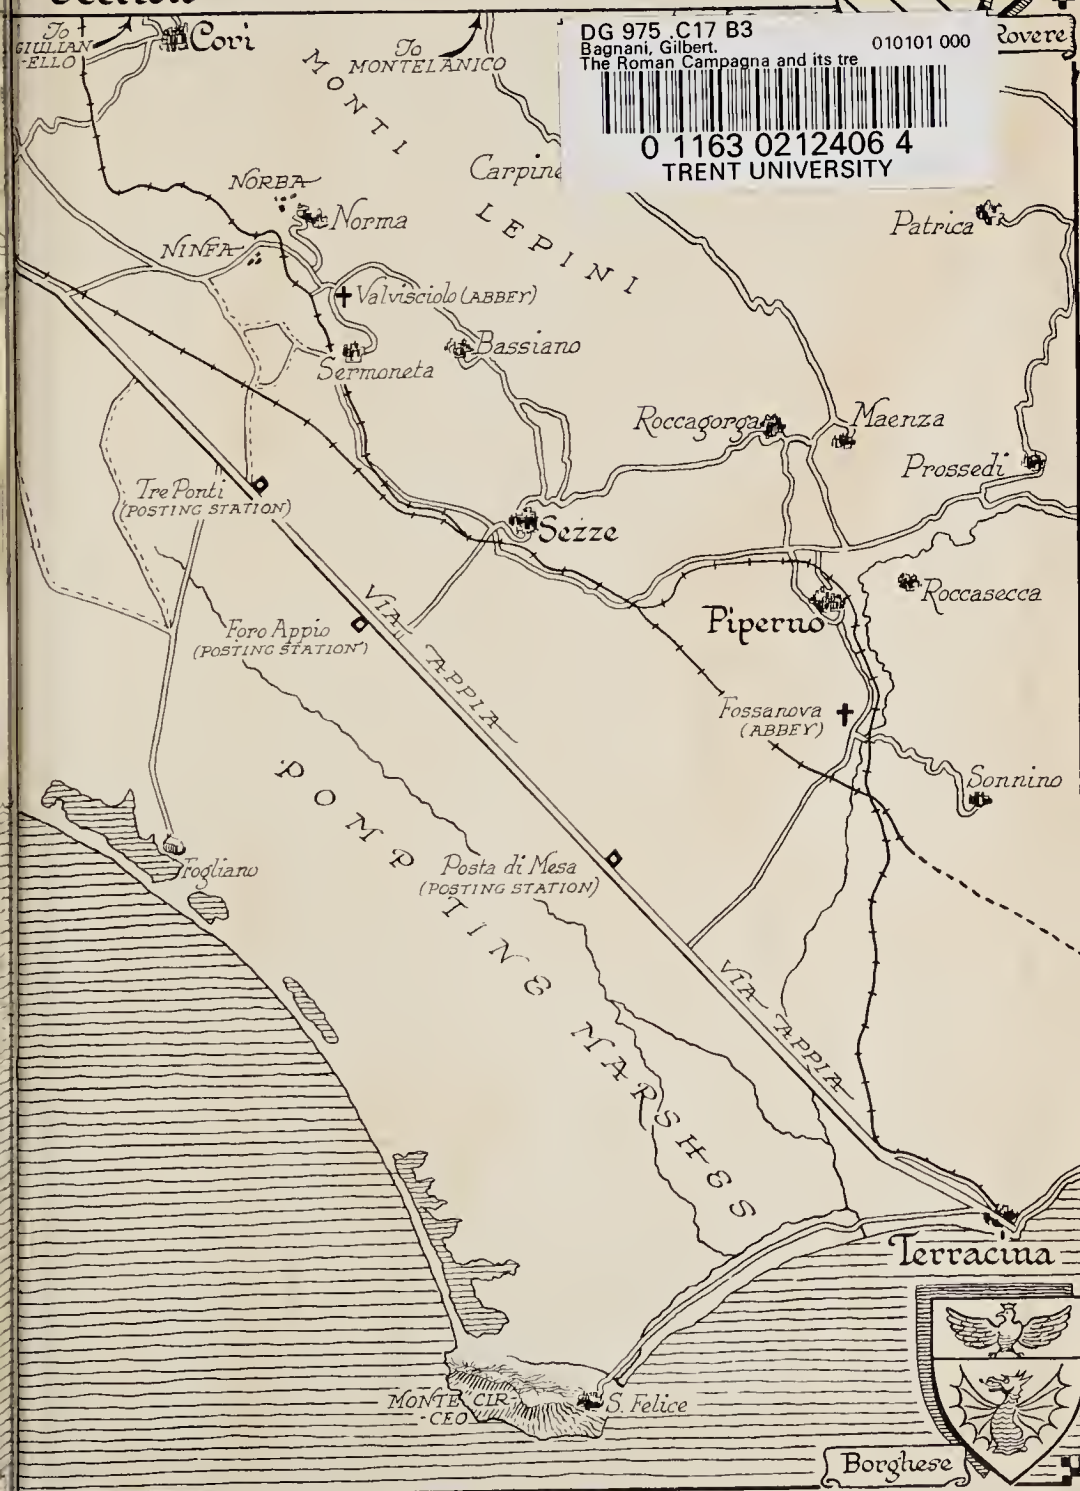 To
GIULIAN
-ELLO
Cori
To
MONTELANICO
DG 975 .C17 B3
Bagnani, Gilbert.
The Roman Campagna and its tre
010101 000
0 1163 0212406 4
TRENT UNIVERSITY
Rovere
MONTI
LEPINI
Carpine
NORBA
Norma
Patrica
NINFA
Valvisciolo (ABBEY)
Bassiano
Sermoneta
Roccagorga
Maenza
Prossedi
Tre Ponti
(POSTING STATION)
Sezze
Roccasecca
VIA APPIA
Piperno
Foro Appio
(POSTING STATION)
Fossanova
(ABBEY)
Sonnino
POMPTINE MARSHES
Fogliano
Posta di Mesa
(POSTING STATION)
VIA APPIA
Terracina
MONTE CIR-
-CEO
S. Felice
Borghese